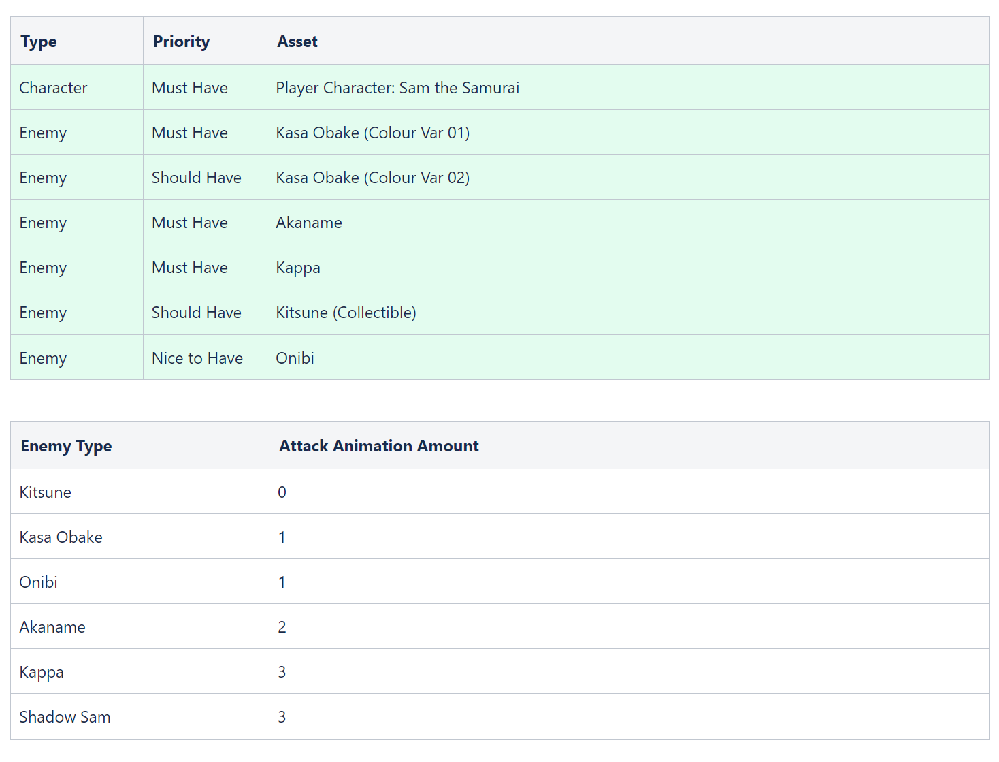 Type Priority Asset
Character Must Have Player Character: Sam the Samurai
Enemy Must Have Kasa Obake (Colour Var 01)
Enemy Should Have Kasa Obake (Colour Var 02)
Enemy Must Have Akaname
Enemy Must Have Kappa
Enemy Should Have Kitsune (Collectible)
Enemy Nice to Have Onibi
Enemy Type Attack Animation Amount
Kitsune 0
Kasa Obake 1
Onibi 1
Akaname 2
Kappa 3
Shadow Sam 3